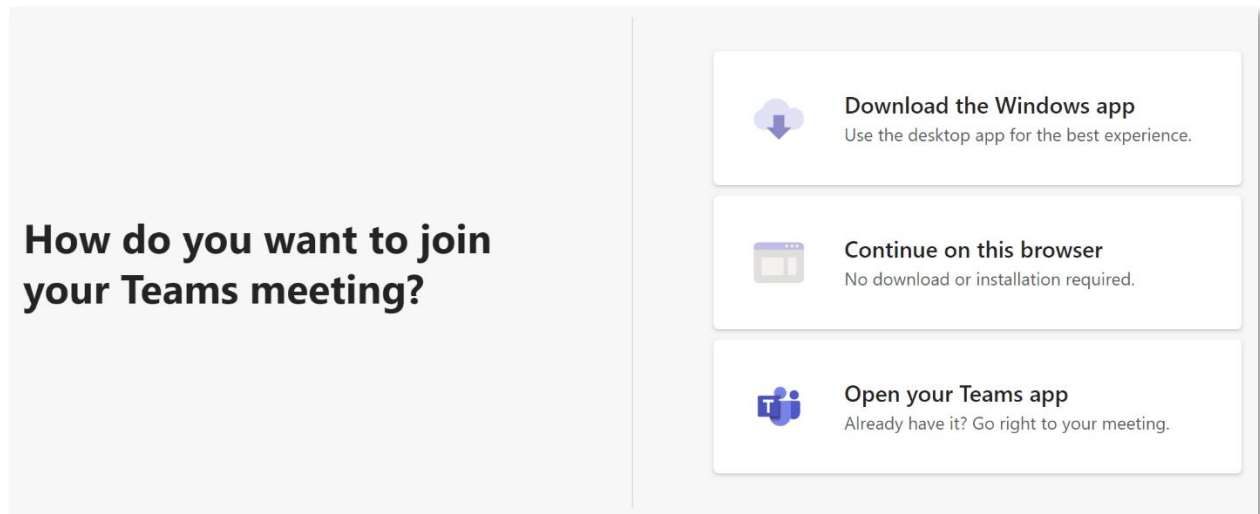 How do you want to join
your Teams meeting?
Download the Windows app
Use the desktop app for the best experience.
Continue on this browser
No download or installation required.
T
Open your Teams app
Already have it? Go right to your meeting.